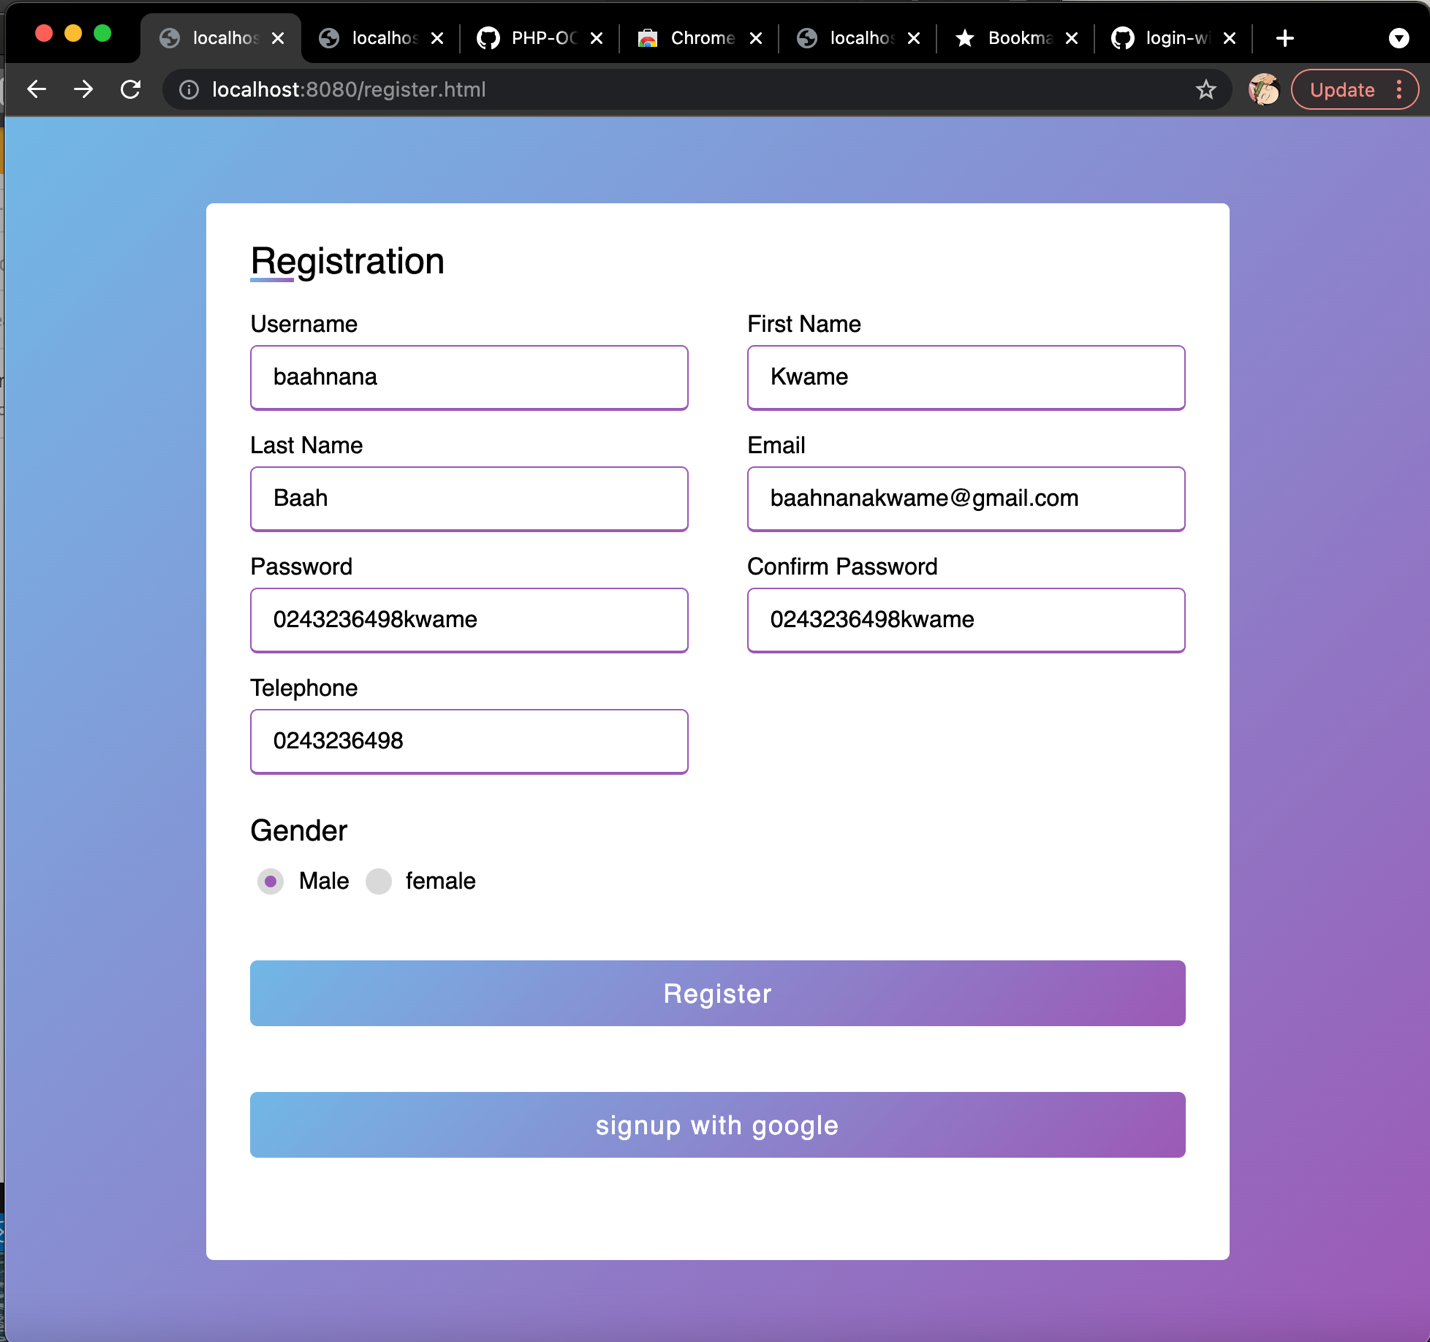 localhos
localhos
PHP-OO
Chrome
localhos
Bookma
login-wi
localhost:8080/register.html
Update
Registration
Username
First Name
baahnana
Kwame
Last Name
Email
Baah
baahnanakwame@gmail.com
Password
Confirm Password
0243236498kwame
0243236498kwame
Telephone
0243236498
Gender
Male
female
Register
signup with google